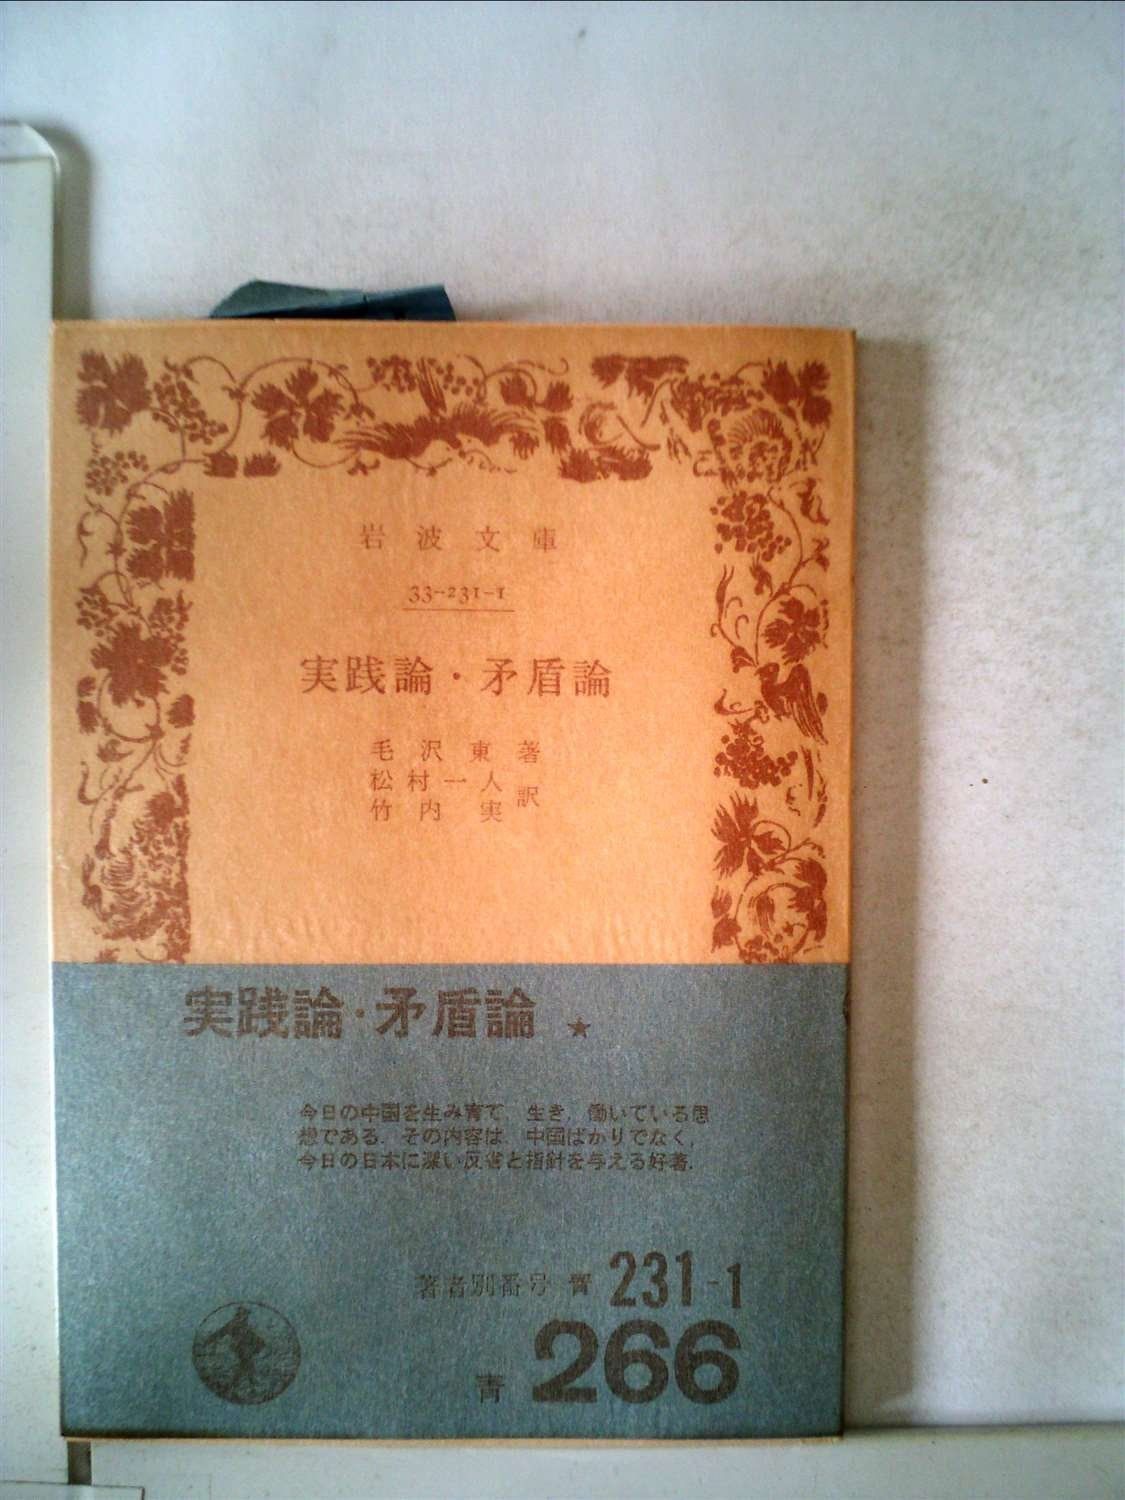 岩波文庫
33-231-1
実践論・矛盾論
毛沢東著
松村一人
竹内実
訳
実践論・矛盾論 ★
今日の中国を生み育て，生き，働いている思
想である．その内容は，中国ばかりでなく，
今日の日本に深い反省と指針を与える好著．
著者別番号 青 231-1
青 266